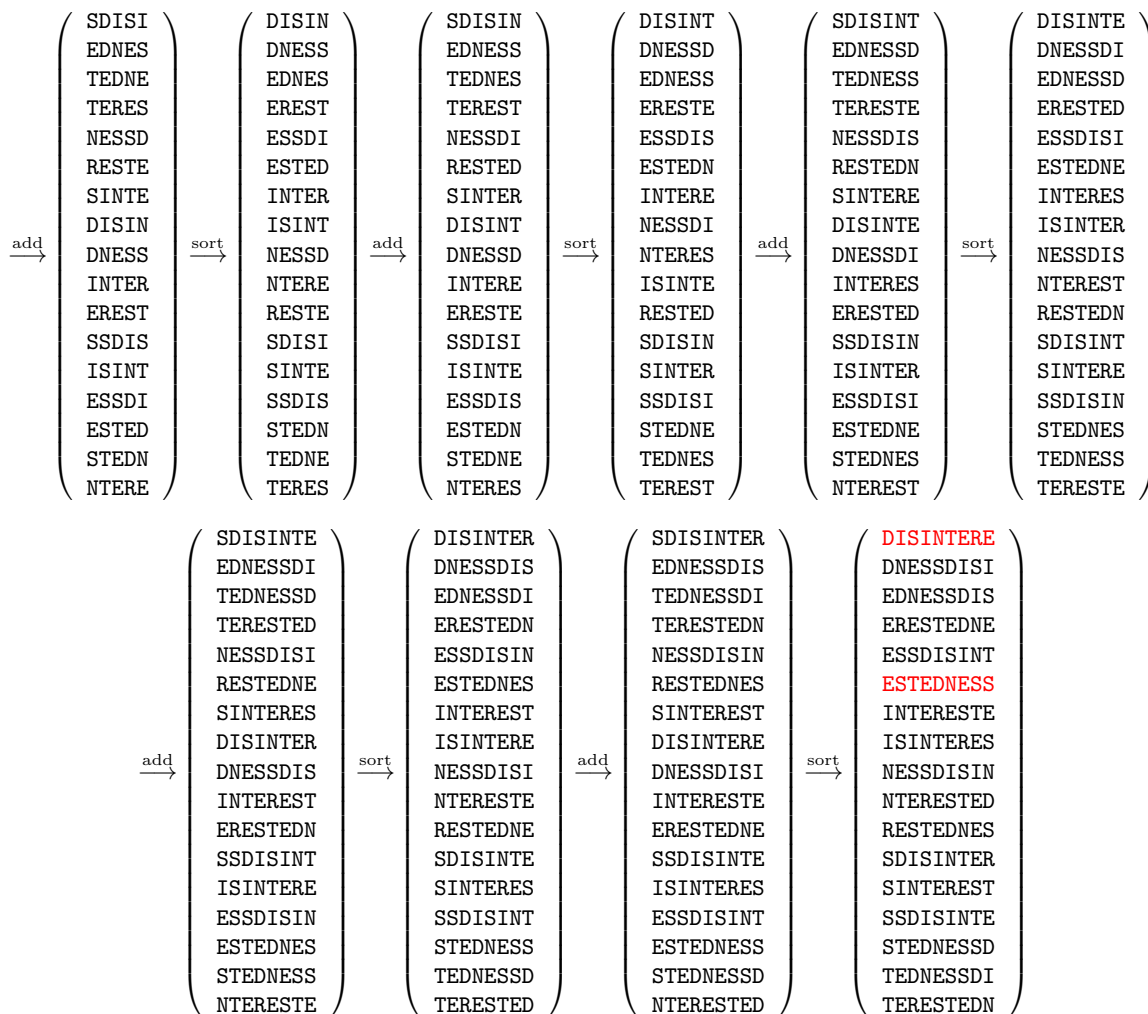 SDISI DISIN SDISIN DISINT SDISINT DISINTE
EDNES DNESS EDNESS DNESSD EDNESSD DNESSDI
TEDNE EDNES TEDNES EDNESS TEDNESS EDNESSD
TERES EREST TEREST ERESTE TERESTE ERESTED
NESSD ESSDI NESSDI ESSDIS NESSDIS ESSDISI
RESTE ESTED RESTED ESTEDN RESTEDN ESTEDNE
SINTE INTER SINTER INTERE SINTERE INTERES
DISIN ISINT DISINT NESSDI DISINTE ISINTER
add → DNESS sort → NESSD add → DNESSD sort → NTERES add → DNESSDI sort → NESSDIS
INTER NTERE INTERE ISINTE INTERES NTEREST
EREST RESTE ERESTE RESTED ERESTED RESTEDN
SSDIS SDISI SSDISI SDISIN SSDISIN SDISINT
ISINT SINTE ISINTE SINTER ISINTER SINTERE
ESSDI SSDIS ESSDIS SSDISI ESSDISI SSDISIN
ESTED STEDN ESTEDN STEDNE ESTEDNE STEDNES
STEDN TEDNE STEDNE TEDNES STEDNES TEDNESS
NTERE TERES NTERES TEREST NTEREST TERESTE
SDISINTE DISINTER SDISINTER DISINTERE
EDNESSDI DNESSDIS EDNESSDIS DNESSDISI
TEDNESSD EDNESSDI TEDNESSDI EDNESSDIS
TERESTED ERESTEDN TERESTEDN ERESTEDNE
NESSDISI ESSDISIN NESSDISIN ESSDISINT
RESTEDNE ESTEDNES RESTEDNES ESTEDNESS
SINTERES INTEREST SINTEREST INTERESTE
DISINTER ISINTERE DISINTERE ISINTERES
add → DNESSDIS sort → NESSDISI add → DNESSDISI sort → NESSDISIN
INTEREST NTERESTE INTERESTE NTERESTED
ERESTEDN RESTEDNE ERESTEDNE RESTEDNES
SSDISINT SDISINTE SSDISINTE SDISINTER
ISINTERE SINTERES ISINTERES SINTEREST
ESSDISIN SSDISINT ESSDISINT SSDISINTE
ESTEDNES STEDNESS ESTEDNESS STEDNESSD
STEDNESS TEDNESSD STEDNESSD TEDNESSDI
NTERESTE TERESTED NTERESTED TERESTEDN